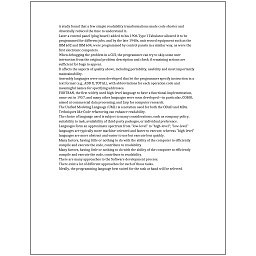 A study found that a few simple readability transformations made code shorter and
drastically reduced the time to understand it.
Later a control panel (plug board) added to his 1906 Type I Tabulator allowed it to be
programmed for different jobs, and by the late 1940s, unit record equipment such as the
IBM 602 and IBM 604, were programmed by control panels in a similar way, as were the
first electronic computers.
When debugging the problem in a GUI, the programmer can try to skip some user
interaction from the original problem description and check if remaining actions are
sufficient for bugs to appear.
It affects the aspects of quality above, including portability, usability and most importantly
maintainability.
Assembly languages were soon developed that let the programmer specify instruction in a
text format (e.g., ADD X, TOTAL), with abbreviations for each operation code and
meaningful names for specifying addresses.
FORTRAN, the first widely used high-level language to have a functional implementation,
came out in 1957, and many other languages were soon developed—in particular, COBOL
aimed at commercial data processing, and Lisp for computer research.
The Unified Modeling Language (UML) is a notation used for both the OOAD and MDA.
Techniques like Code refactoring can enhance readability.
The choice of language used is subject to many considerations, such as company policy,
suitability to task, availability of third-party packages, or individual preference.
Languages form an approximate spectrum from "low-level" to "high-level"; "low-level"
languages are typically more machine-oriented and faster to execute, whereas "high-level"
languages are more abstract and easier to use but execute less quickly.
Many factors, having little or nothing to do with the ability of the computer to efficiently
compile and execute the code, contribute to readability.
Many factors, having little or nothing to do with the ability of the computer to efficiently
compile and execute the code, contribute to readability.
There are many approaches to the Software development process.
There exist a lot of different approaches for each of those tasks.
Ideally, the programming language best suited for the task at hand will be selected.